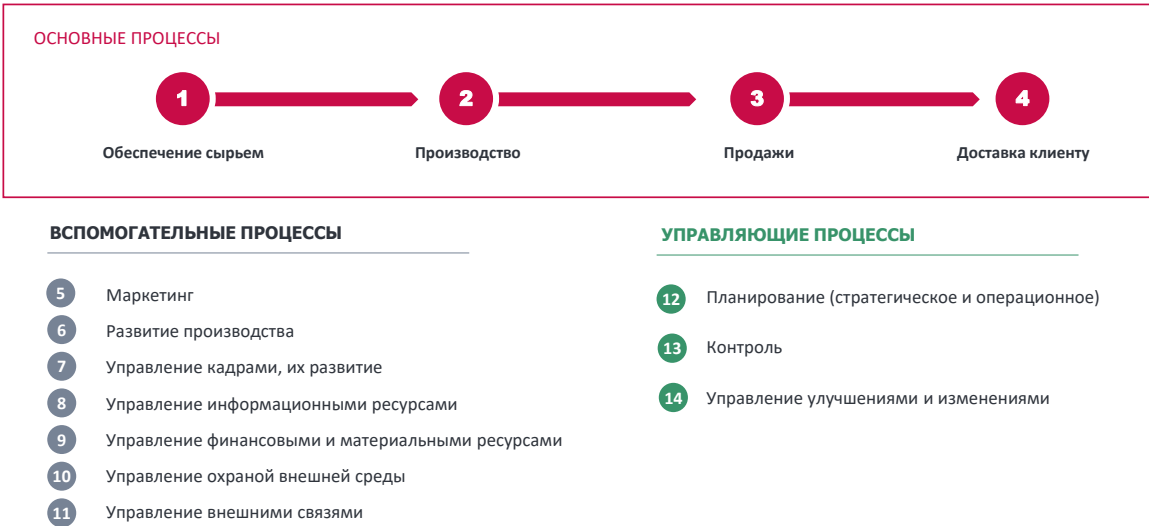 ОСНОВНЫЕ ПРОЦЕССЫ
1
2
3
4
Обеспечение сырьем
Производство
Продажи
Доставка клиенту
ВСПОМОГАТЕЛЬНЫЕ ПРОЦЕССЫ
5 Маркетинг
6 Развитие производства
7 Управление кадрами, их развитие
8 Управление информационными ресурсами
9 Управление финансовыми и материальными ресурсами
10 Управление охраной внешней среды
11 Управление внешними связями
УПРАВЛЯЮЩИЕ ПРОЦЕССЫ
12 Планирование (стратегическое и операционное)
13 Контроль
14 Управление улучшениями и изменениями